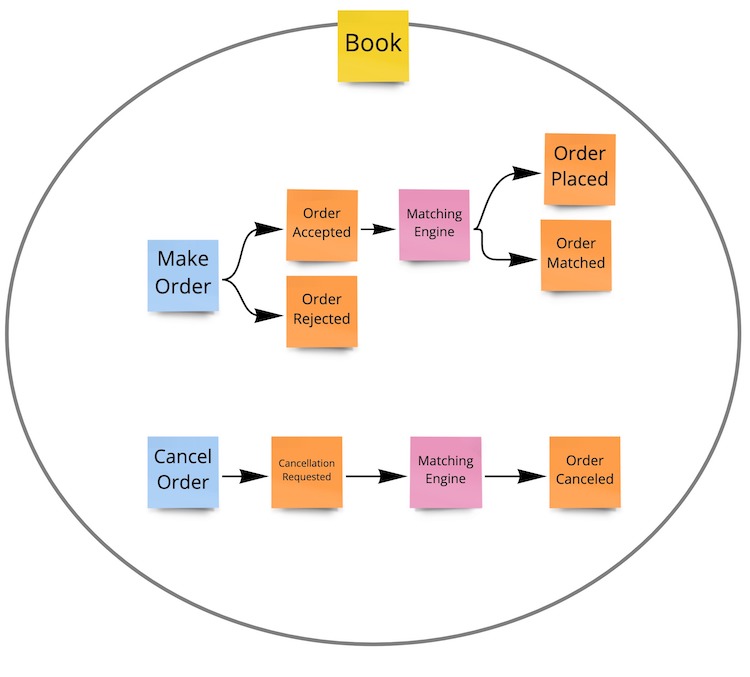 Book
Make
Order
Order
Accepted
Order
Rejected
Matching
Engine
Order
Placed
Order
Matched
Cancel
Order
Cancellation
Requested
Matching
Engine
Order
Canceled